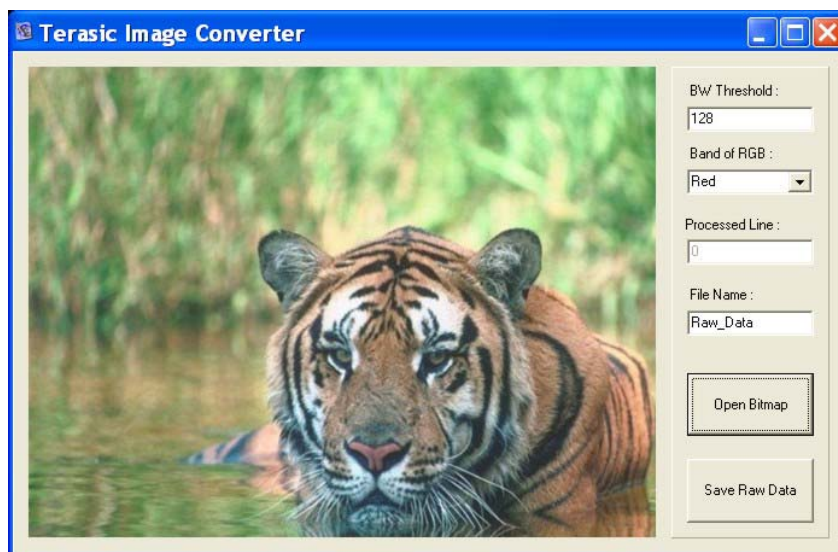 Terasic Image Converter
BW Threshold :
128
Band of RGB :
Red
Processed Line :
0
File Name :
Raw_Data
Open Bitmap
Save Raw Data